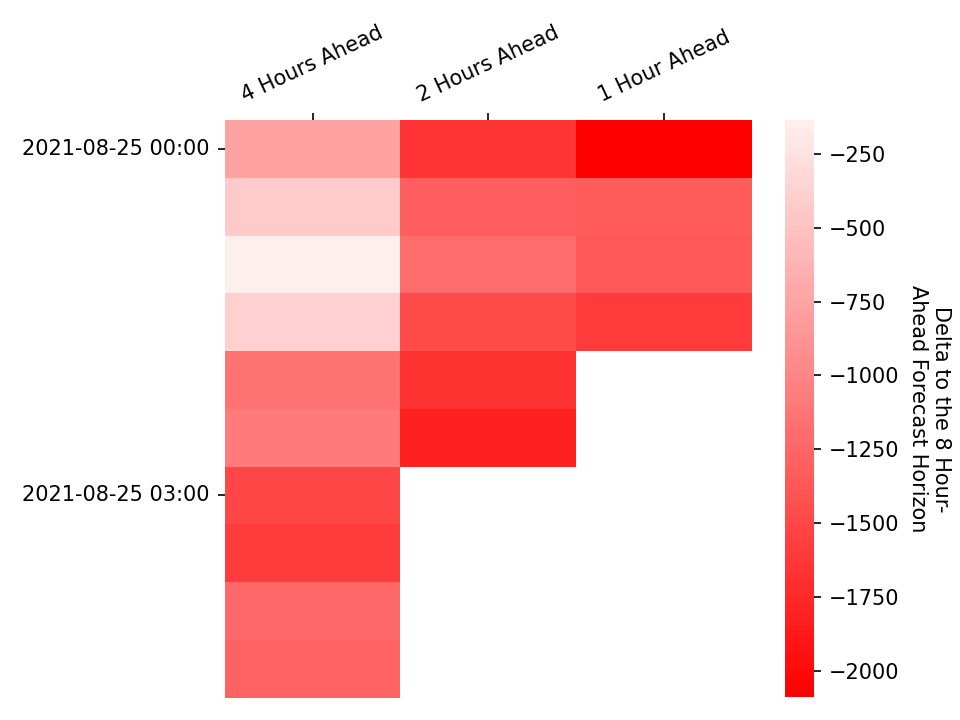 4 Hours Ahead
2 Hours Ahead
1 Hour Ahead
2021-08-25 00:00
2021-08-25 03:00
−250
−500
−750
−1000
−1250
−1500
−1750
−2000
Delta to the 8 Hour-
Ahead Forecast Horizon